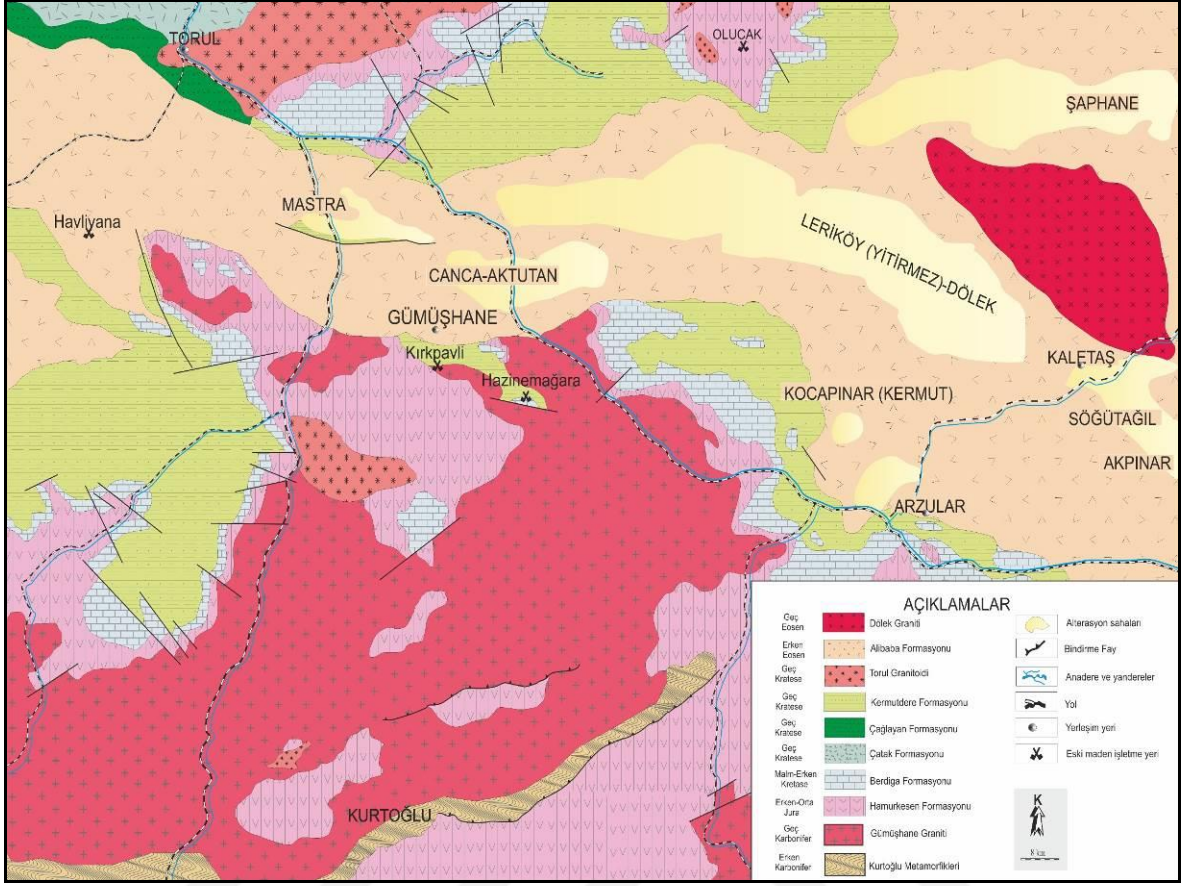 TORUL
OLUCAK
ŞAPHANE
MASTRA
Havliyana
LERİKÖY (YİTİRMEZ)-DÖLEK
CANCA-AKTUTAN
GÜMÜŞHANE
Kırkpavli
KALETAŞ
Hazinemağara
KOCAPINAR (KERMUT)
SÖĞÜTAĞIL
AKPINAR
ARZULAR
KURTOĞLU
AÇIKLAMALAR
Geç Eosen
Dölek Graniti
Erken Eosen
Alibaba Formasyonu
Geç Kratese
Torul Granitoidi
Geç Kratese
Kermutdere Formasyonu
Geç Kratese
Çağlayan Formasyonu
Geç Kratese
Çatak Formasyonu
Malm-Erken Kretase
Berdiga Formasyonu
Erken-Orta Jura
Hamurkesen Formasyonu
Geç Karbonifer
Gümüşhane Graniti
Erken Karbonifer
Kurtoğlu Metamorfikleri
Alterasyon sahaları
Bindirme Fay
Anadere ve yandereler
Yol
Yerleşim yeri
Eski maden işletme yeri
K
8 km